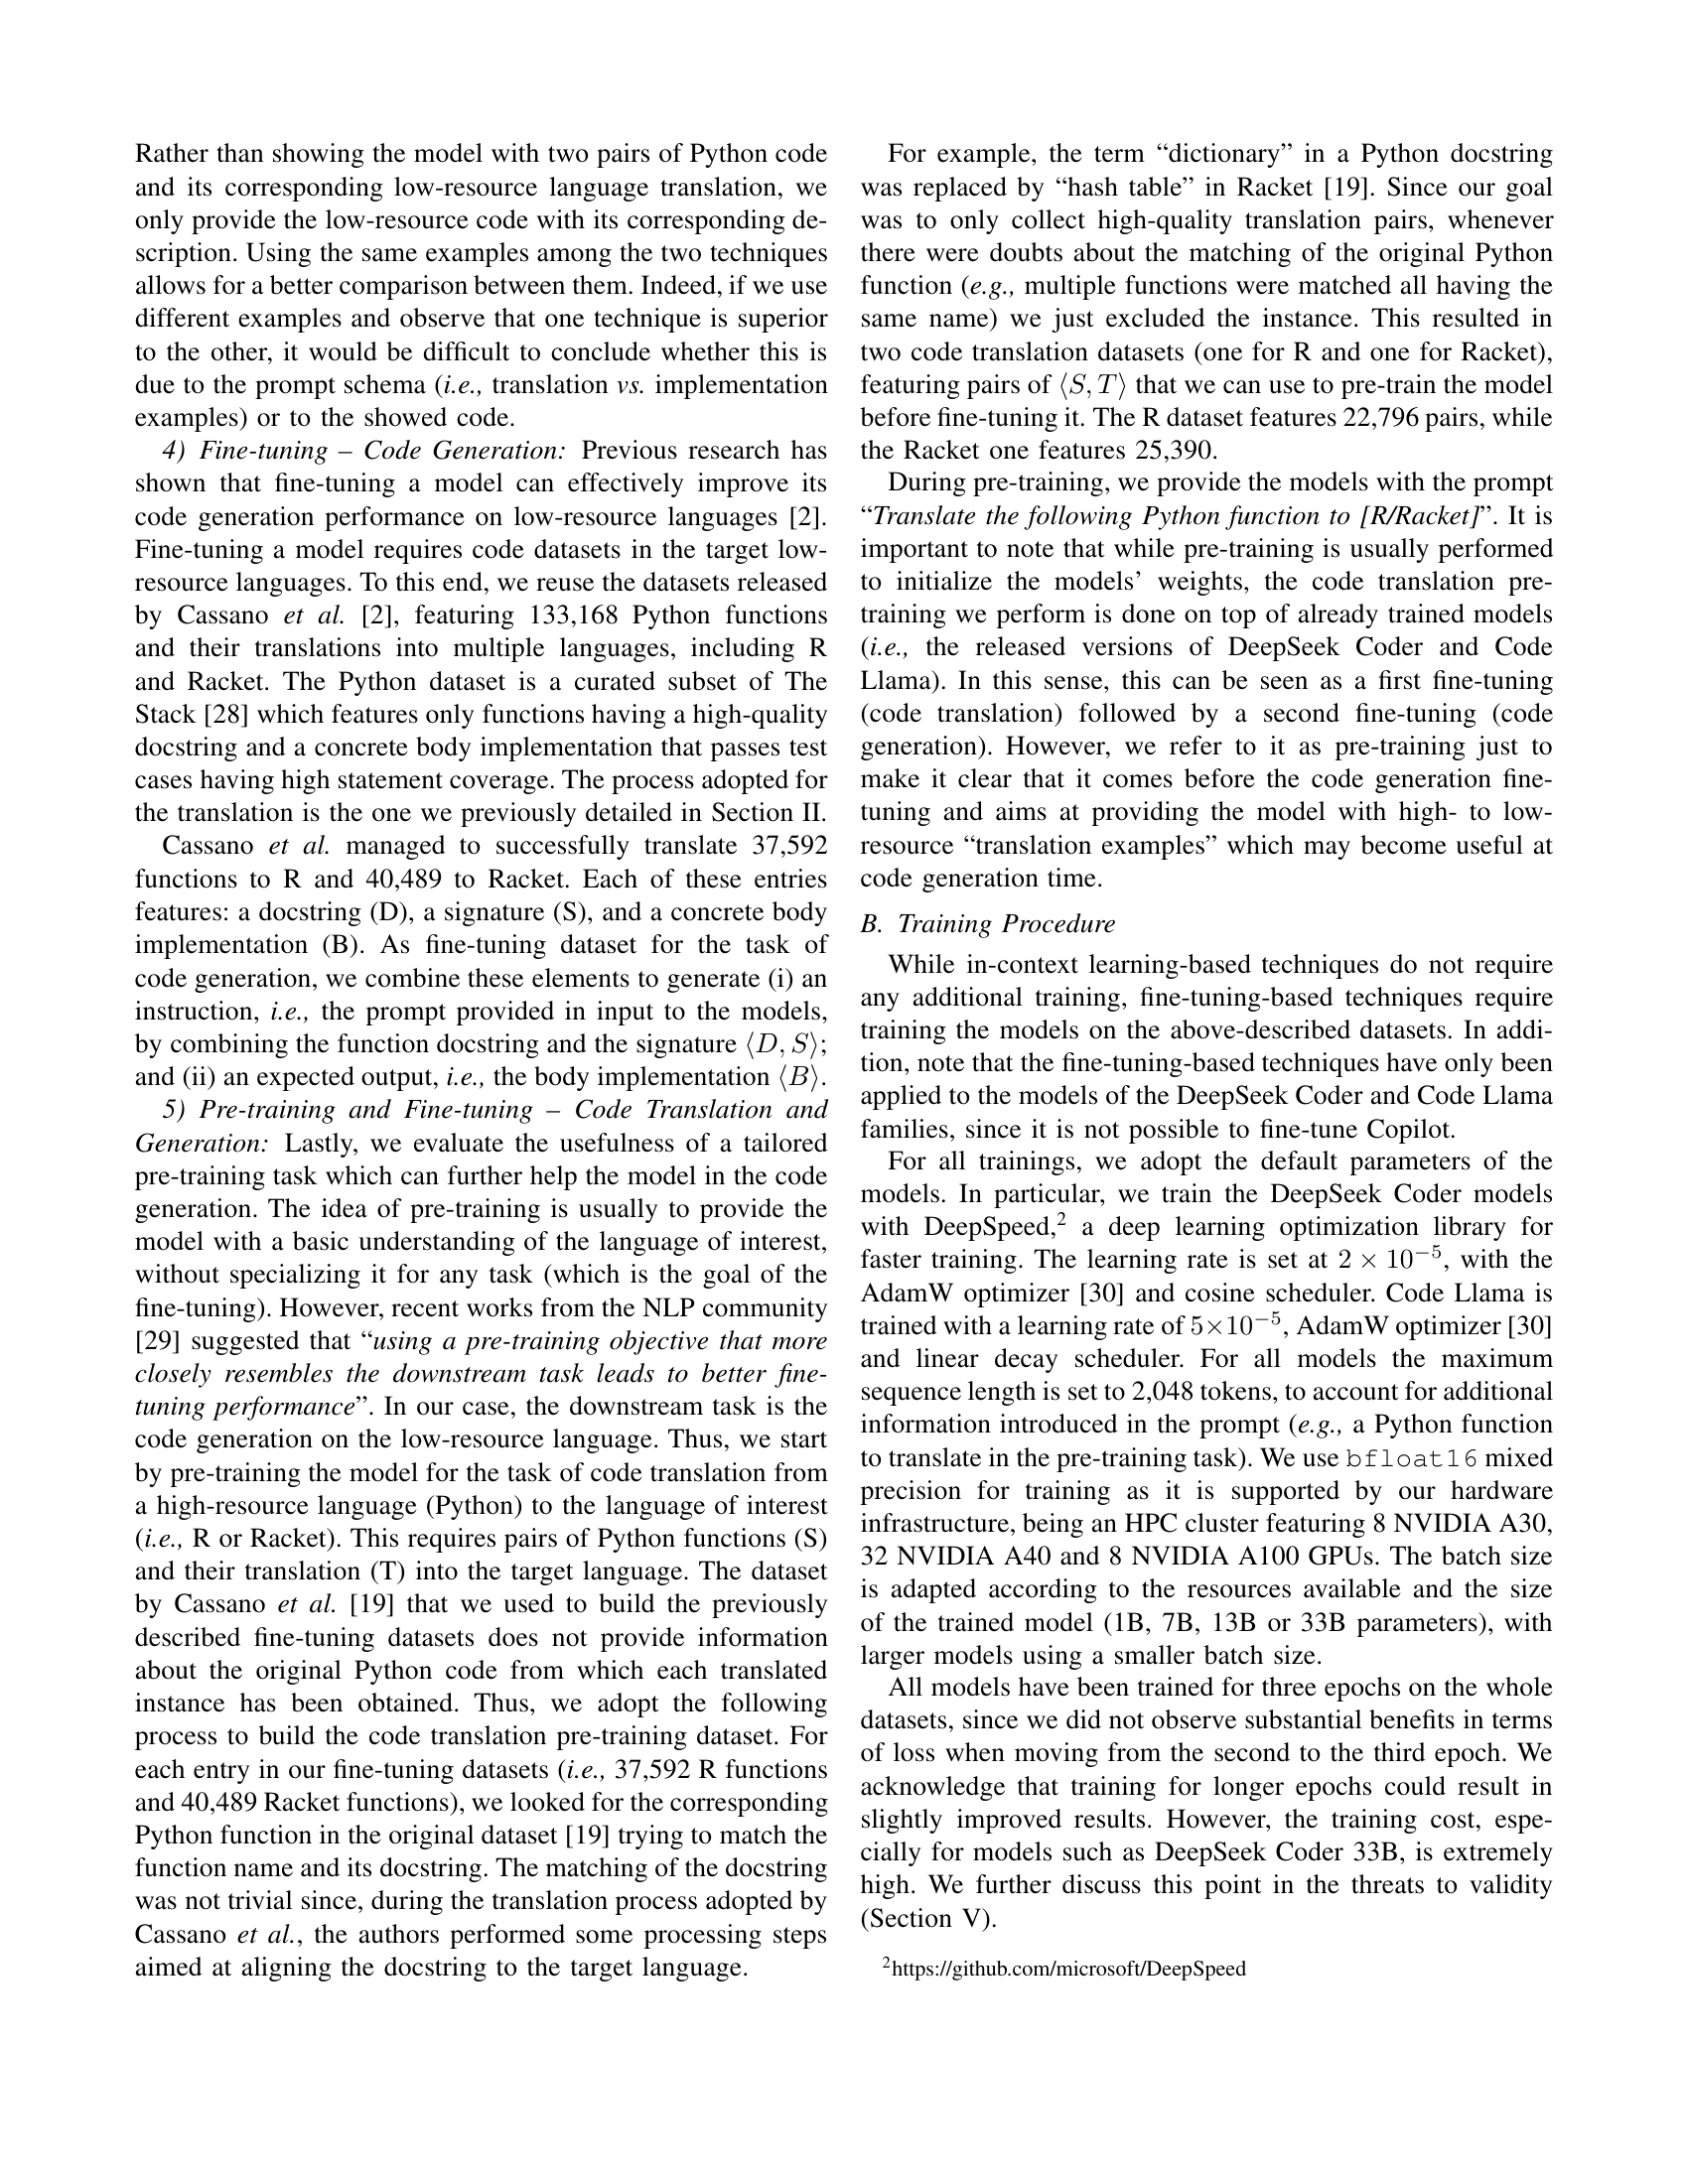 Rather than showing the model with two pairs of Python code
and its corresponding low-resource language translation, we
only provide the low-resource code with its corresponding de-
scription. Using the same examples among the two techniques
allows for a better comparison between them. Indeed, if we use
different examples and observe that one technique is superior
to the other, it would be difficult to conclude whether this is
due to the prompt schema (i.e., translation vs. implementation
examples) or to the showed code.
4) Fine-tuning – Code Generation: Previous research has
shown that fine-tuning a model can effectively improve its
code generation performance on low-resource languages [2].
Fine-tuning a model requires code datasets in the target low-
resource languages. To this end, we reuse the datasets released
by Cassano et al. [2], featuring 133,168 Python functions
and their translations into multiple languages, including R
and Racket. The Python dataset is a curated subset of The
Stack [28] which features only functions having a high-quality
docstring and a concrete body implementation that passes test
cases having high statement coverage. The process adopted for
the translation is the one we previously detailed in Section II.
Cassano et al. managed to successfully translate 37,592
functions to R and 40,489 to Racket. Each of these entries
features: a docstring (D), a signature (S), and a concrete body
implementation (B). As fine-tuning dataset for the task of
code generation, we combine these elements to generate (i) an
instruction, i.e., the prompt provided in input to the models,
by combining the function docstring and the signature ⟨D, S⟩;
and (ii) an expected output, i.e., the body implementation ⟨B⟩.
5) Pre-training and Fine-tuning – Code Translation and
Generation: Lastly, we evaluate the usefulness of a tailored
pre-training task which can further help the model in the code
generation. The idea of pre-training is usually to provide the
model with a basic understanding of the language of interest,
without specializing it for any task (which is the goal of the
fine-tuning). However, recent works from the NLP community
[29] suggested that “using a pre-training objective that more
closely resembles the downstream task leads to better fine-
tuning performance”. In our case, the downstream task is the
code generation on the low-resource language. Thus, we start
by pre-training the model for the task of code translation from
a high-resource language (Python) to the language of interest
(i.e., R or Racket). This requires pairs of Python functions (S)
and their translation (T) into the target language. The dataset
by Cassano et al. [19] that we used to build the previously
described fine-tuning datasets does not provide information
about the original Python code from which each translated
instance has been obtained. Thus, we adopt the following
process to build the code translation pre-training dataset. For
each entry in our fine-tuning datasets (i.e., 37,592 R functions
and 40,489 Racket functions), we looked for the corresponding
Python function in the original dataset [19] trying to match the
function name and its docstring. The matching of the docstring
was not trivial since, during the translation process adopted by
Cassano et al., the authors performed some processing steps
aimed at aligning the docstring to the target language.
For example, the term “dictionary” in a Python docstring
was replaced by “hash table” in Racket [19]. Since our goal
was to only collect high-quality translation pairs, whenever
there were doubts about the matching of the original Python
function (e.g., multiple functions were matched all having the
same name) we just excluded the instance. This resulted in
two code translation datasets (one for R and one for Racket),
featuring pairs of ⟨S, T⟩ that we can use to pre-train the model
before fine-tuning it. The R dataset features 22,796 pairs, while
the Racket one features 25,390.
During pre-training, we provide the models with the prompt
“Translate the following Python function to [R/Racket]”. It is
important to note that while pre-training is usually performed
to initialize the models’ weights, the code translation pre-
training we perform is done on top of already trained models
(i.e., the released versions of DeepSeek Coder and Code
Llama). In this sense, this can be seen as a first fine-tuning
(code translation) followed by a second fine-tuning (code
generation). However, we refer to it as pre-training just to
make it clear that it comes before the code generation fine-
tuning and aims at providing the model with high- to low-
resource “translation examples” which may become useful at
code generation time.
B. Training Procedure
While in-context learning-based techniques do not require
any additional training, fine-tuning-based techniques require
training the models on the above-described datasets. In addi-
tion, note that the fine-tuning-based techniques have only been
applied to the models of the DeepSeek Coder and Code Llama
families, since it is not possible to fine-tune Copilot.
For all trainings, we adopt the default parameters of the
models. In particular, we train the DeepSeek Coder models
with DeepSpeed,² a deep learning optimization library for
faster training. The learning rate is set at 2 × 10⁻⁵, with the
AdamW optimizer [30] and cosine scheduler. Code Llama is
trained with a learning rate of 5×10⁻⁵, AdamW optimizer [30]
and linear decay scheduler. For all models the maximum
sequence length is set to 2,048 tokens, to account for additional
information introduced in the prompt (e.g., a Python function
to translate in the pre-training task). We use bfloat16 mixed
precision for training as it is supported by our hardware
infrastructure, being an HPC cluster featuring 8 NVIDIA A30,
32 NVIDIA A40 and 8 NVIDIA A100 GPUs. The batch size
is adapted according to the resources available and the size
of the trained model (1B, 7B, 13B or 33B parameters), with
larger models using a smaller batch size.
All models have been trained for three epochs on the whole
datasets, since we did not observe substantial benefits in terms
of loss when moving from the second to the third epoch. We
acknowledge that training for longer epochs could result in
slightly improved results. However, the training cost, espe-
cially for models such as DeepSeek Coder 33B, is extremely
high. We further discuss this point in the threats to validity
(Section V).
²https://github.com/microsoft/DeepSpeed